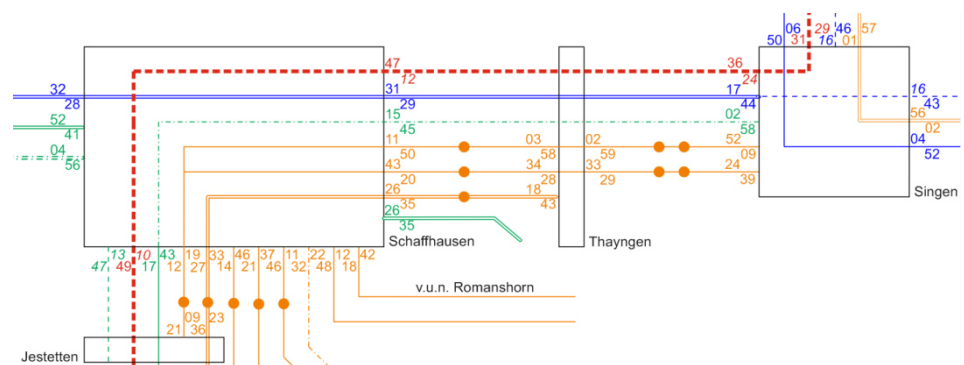 06 29 46 57
50 31 16 01
47 36
12 24
32 31 17 16
28 29 44 43
52 15 02 56
41 45 58 02
04 11 03 02 52 04
56 50 58 59 09 52
43 34 33 24
20 28 29 39
26 18
35 43
Singen
26
35
Schaffhausen Thayngen
13 10 43 19 33 46 37 11 22 12 42
47 49 17 12 27 14 21 46 32 48 18
v.u.n. Romanshorn
09 23
21 36
Jestetten